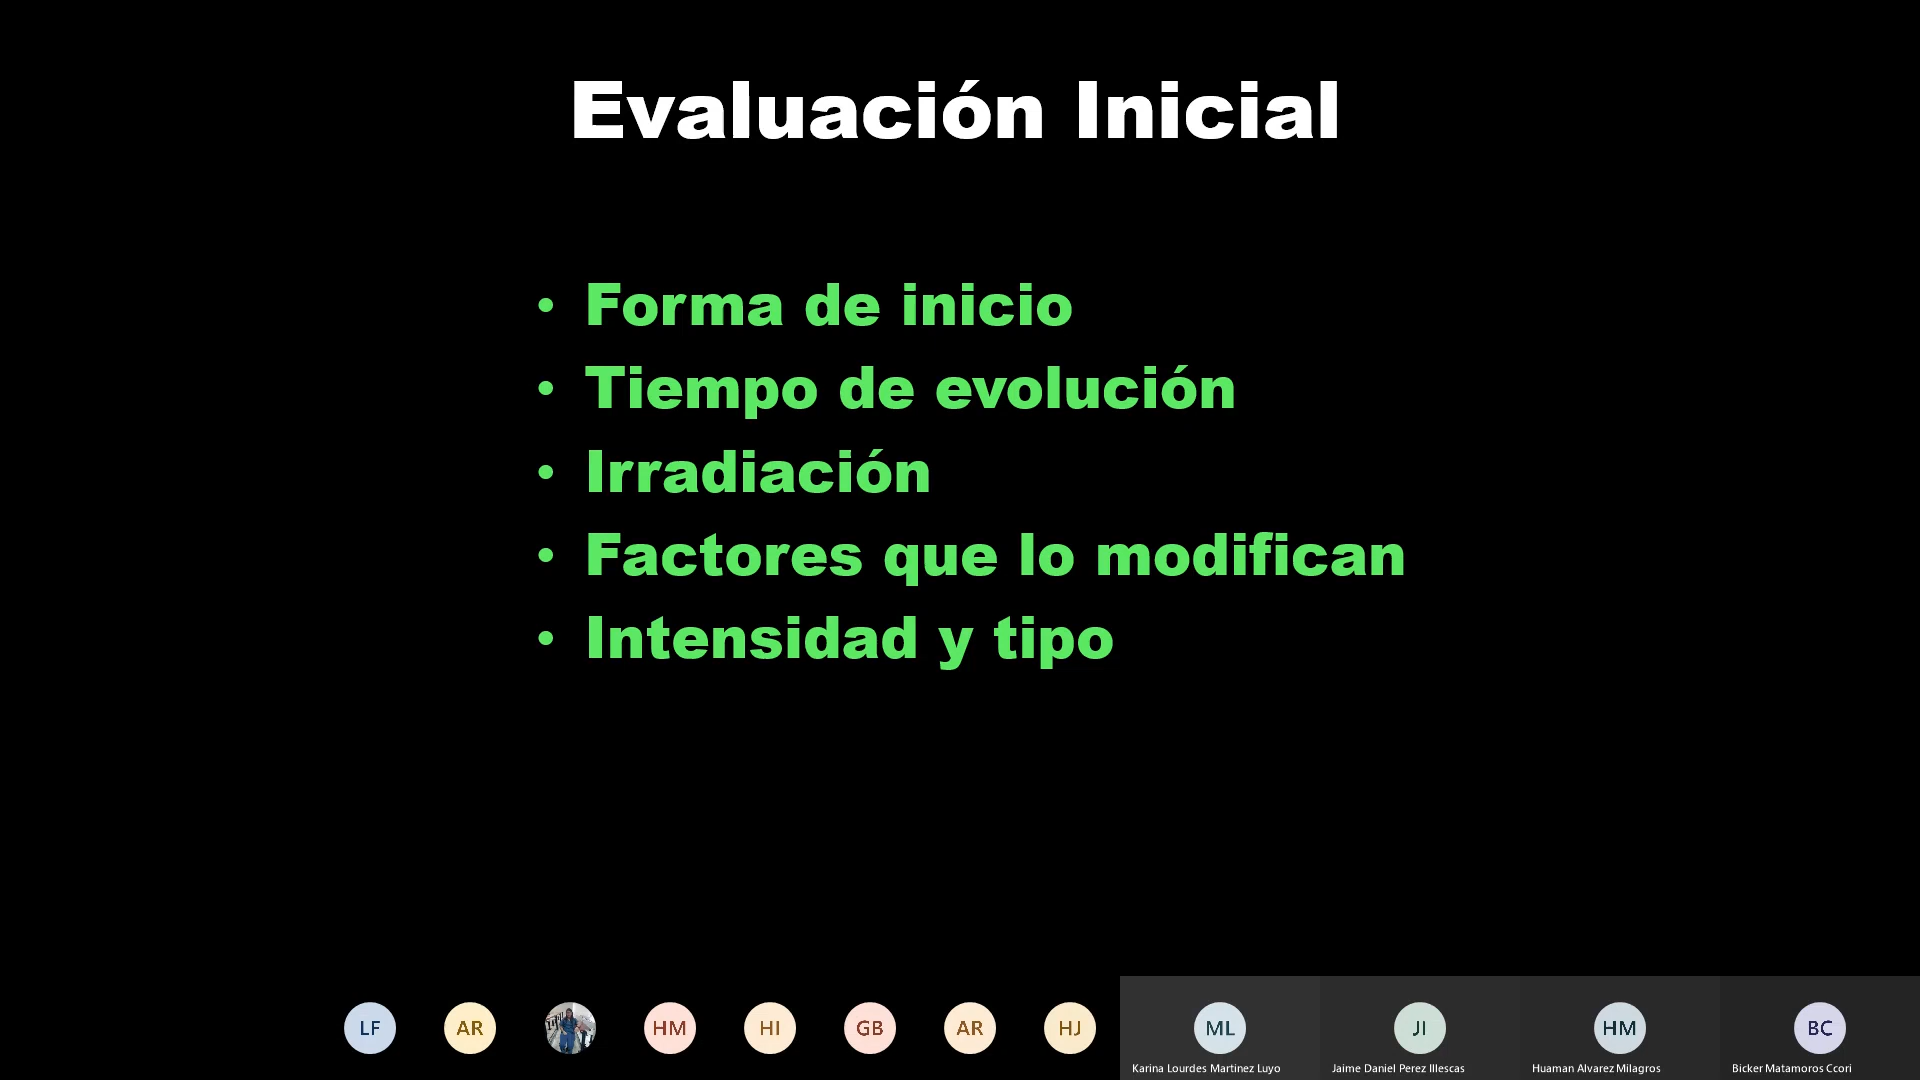 Evaluación Inicial
• Forma de inicio
• Tiempo de evolución
• Irradiación
• Factores que lo modifican
• Intensidad y tipo
LF AR HM HI GB AR HJ ML JI HM BC
Karina Lourdes Martinez Luyo Jaime Daniel Perez Illescas Huaman Alvarez Milagros Bicker Matamoros Ccori